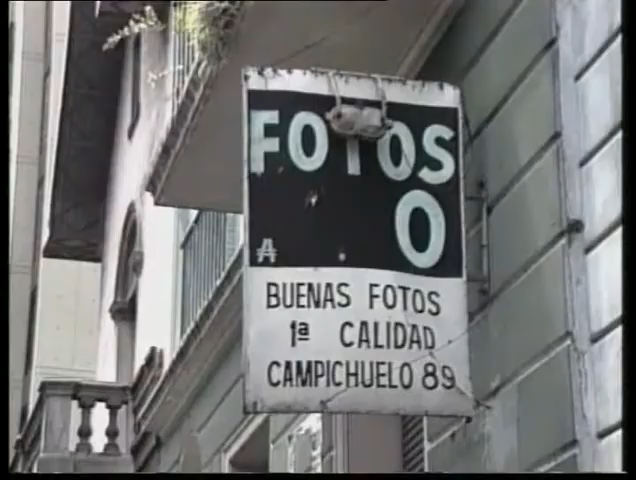 FOTOS
₳ O
BUENAS FOTOS
1ª CALIDAD
CAMPICHUELO 89